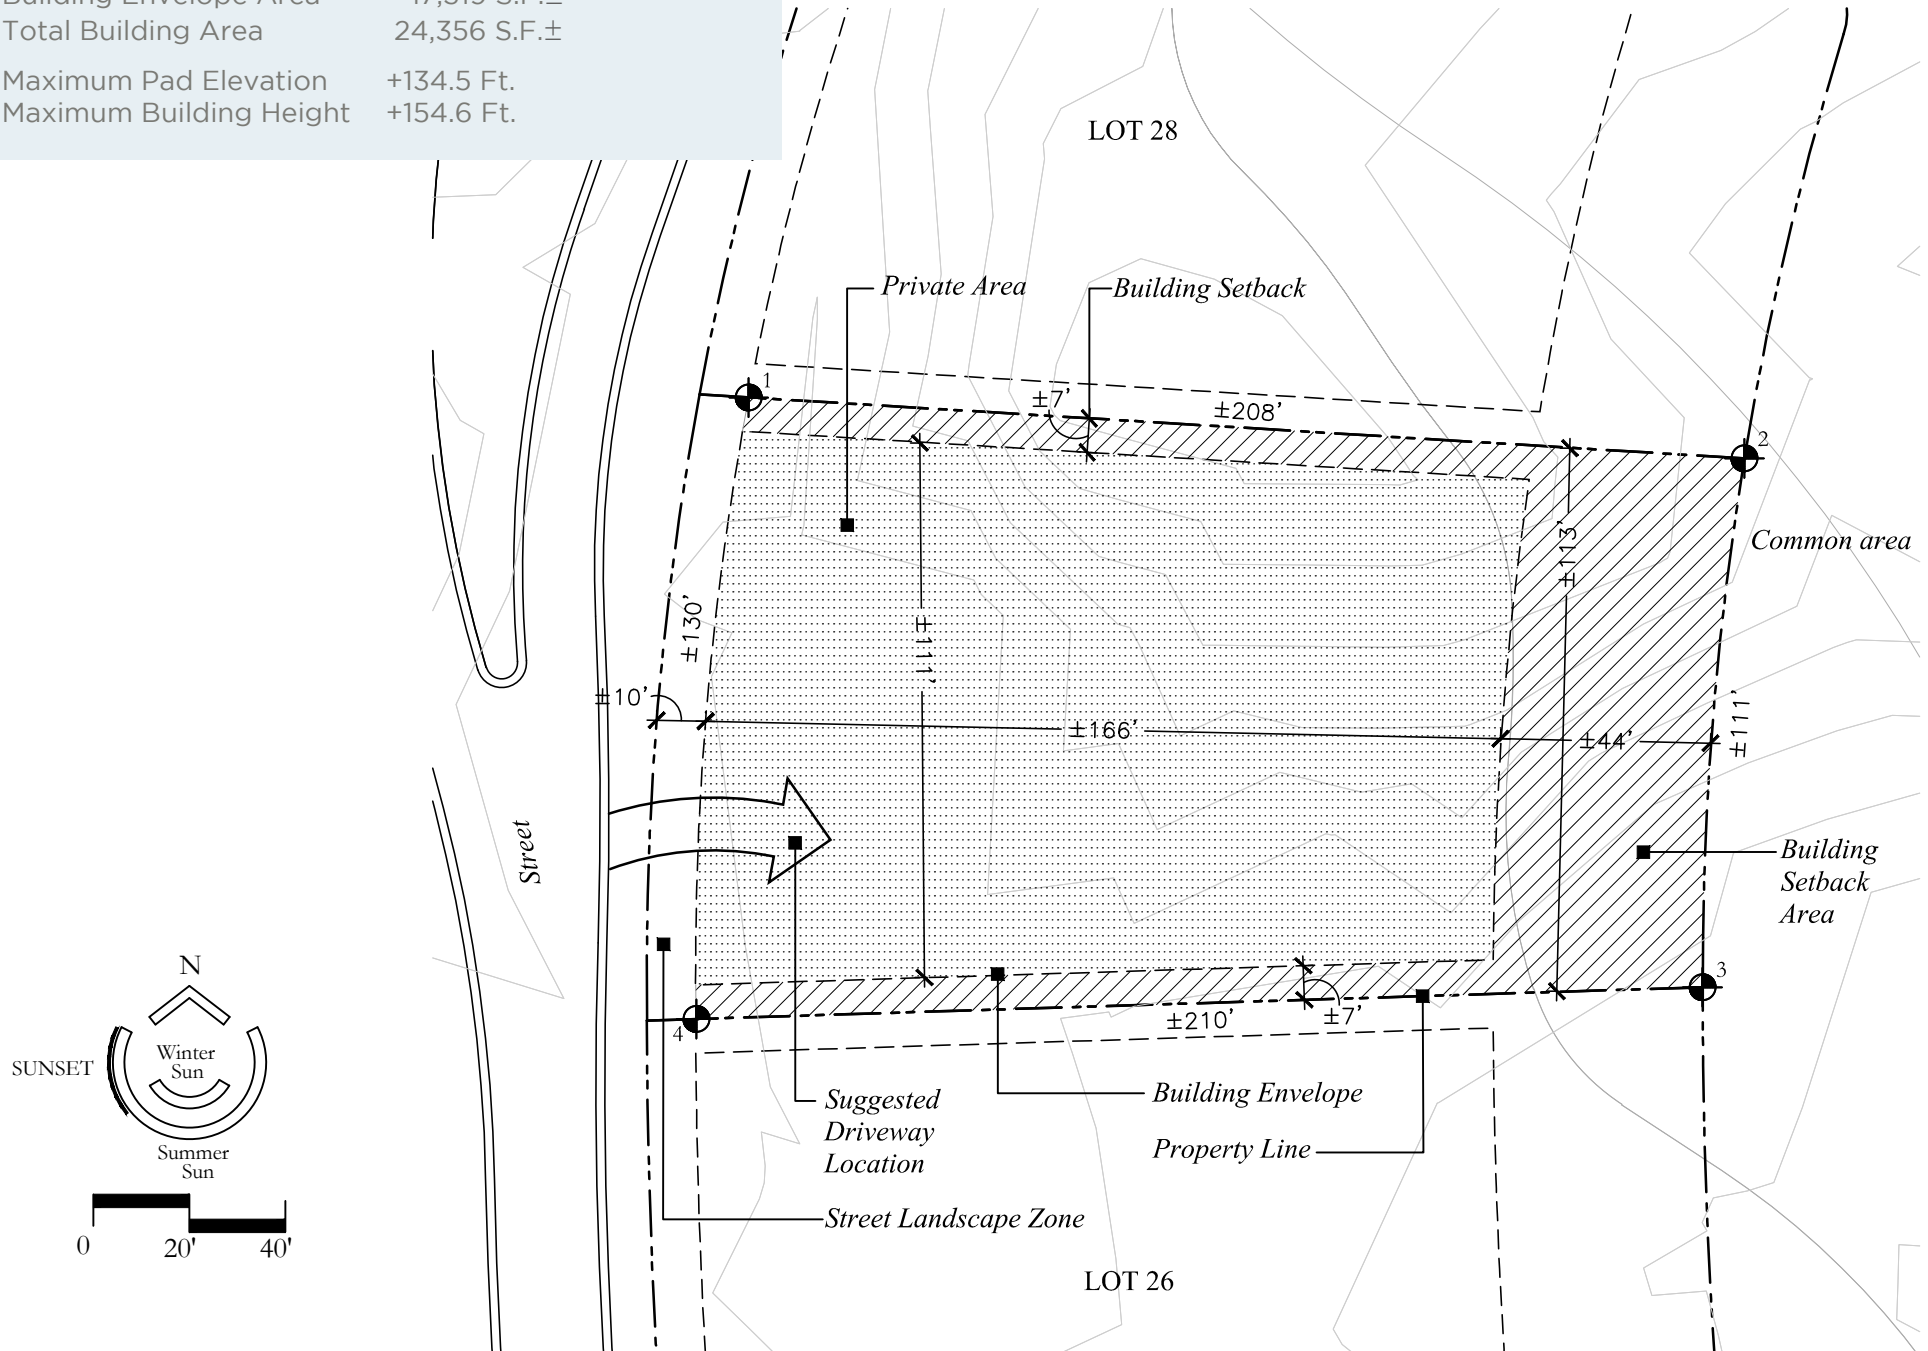 Total Building Area 24,356 S.F.±
Maximum Pad Elevation +134.5 Ft.
Maximum Building Height +154.6 Ft.
LOT 28
Private Area
Building Setback
1
±7'
±208'
2
±113'
Common area
±130'
±111'
±10'
±166'
±44'
±111'
Street
Building
Setback
Area
3
4
±210'
±7'
N
Winter
Sun
SUNSET
Summer
Sun
0 20' 40'
Suggested
Driveway
Location
Building Envelope
Property Line
Street Landscape Zone
LOT 26